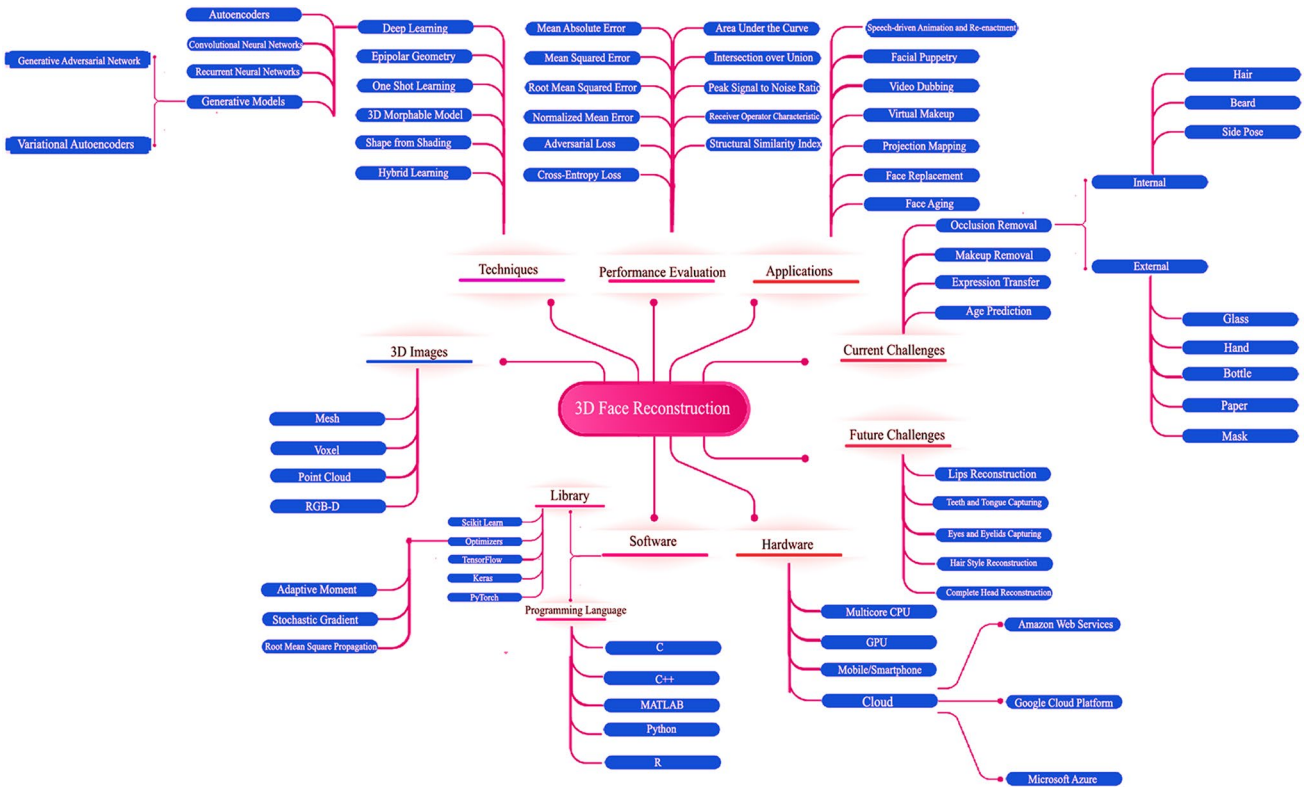 Autoencoders
Convolutional Neural Networks
Recurrent Neural Networks
Generative Models
Generative Adversarial Network
Variational Autoencoders
Deep Learning
Epipolar Geometry
One Shot Learning
3D Morphable Model
Shape from Shading
Hybrid Learning
Techniques
Mean Absolute Error
Mean Squared Error
Root Mean Squared Error
Normalized Mean Error
Adversarial Loss
Cross-Entropy Loss
Area Under the Curve
Intersection over Union
Peak Signal to Noise Ratio
Receiver Operator Characteristic
Structural Similarity Index
Performance Evaluation
Speech-driven Animation and Re-enactment
Facial Puppetry
Video Dubbing
Virtual Makeup
Projection Mapping
Face Replacement
Face Aging
Applications
Occlusion Removal
Makeup Removal
Expression Transfer
Age Prediction
Current Challenges
Internal
Hair
Beard
Side Pose
External
Glass
Hand
Bottle
Paper
Mask
3D Images
Mesh
Voxel
Point Cloud
RGB-D
3D Face Reconstruction
Future Challenges
Lips Reconstruction
Teeth and Tongue Capturing
Eyes and Eyelids Capturing
Hair Style Reconstruction
Complete Head Reconstruction
Library
Scikit Learn
Optimizers
TensorFlow
Keras
PyTorch
Adaptive Moment
Stochastic Gradient
Root Mean Square Propagation
Software
Programming Language
C
C++
MATLAB
Python
R
Hardware
Multicore CPU
GPU
Mobile/Smartphone
Cloud
Amazon Web Services
Google Cloud Platform
Microsoft Azure